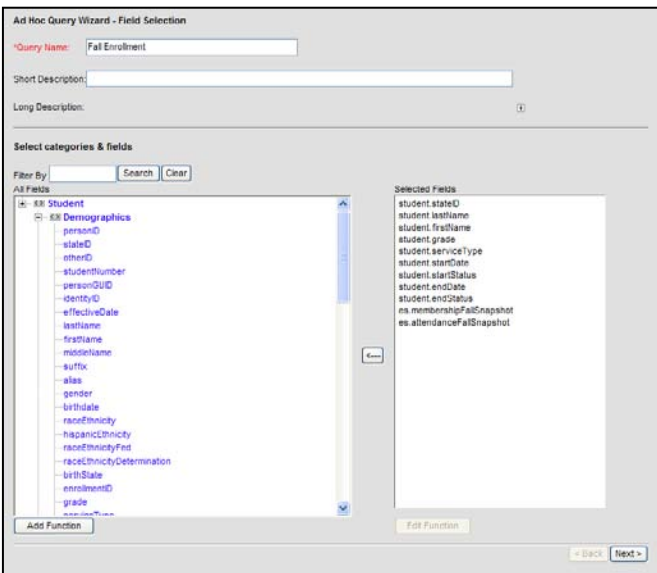 Ad Hoc Query Wizard - Field Selection
*Query Name: Fall Enrollment
Short Description:
Long Description:
Select categories & fields
Filter By Search Clear
All Fields
Student
Demographics
personID
stateID
otherID
studentNumber
personGUID
identityID
effectiveDate
lastName
firstName
middleName
suffix
alias
gender
birthdate
raceEthnicity
hispanicEthnicity
raceEthnicityFed
raceEthnicityDetermination
birthState
enrollmentID
grade
serviceType
Add Function
<---
Selected Fields
student.stateID
student.lastName
student.firstName
student.grade
student.serviceType
student.startDate
student.startStatus
student.endDate
student.endStatus
es.membershipFallSnapshot
es.attendanceFallSnapshot
Edit Function
< Back Next >